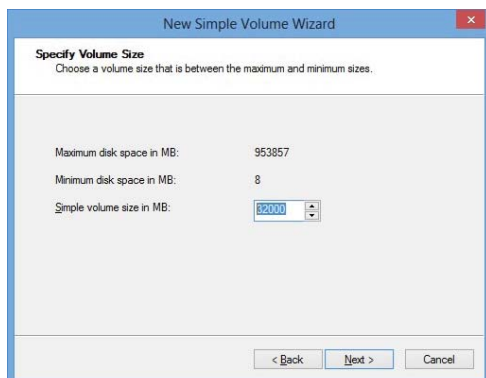 New Simple Volume Wizard
Specify Volume Size
Choose a volume size that is between the maximum and minimum sizes.
Maximum disk space in MB: 953857
Minimum disk space in MB: 8
Simple volume size in MB: 32000
< Back Next > Cancel